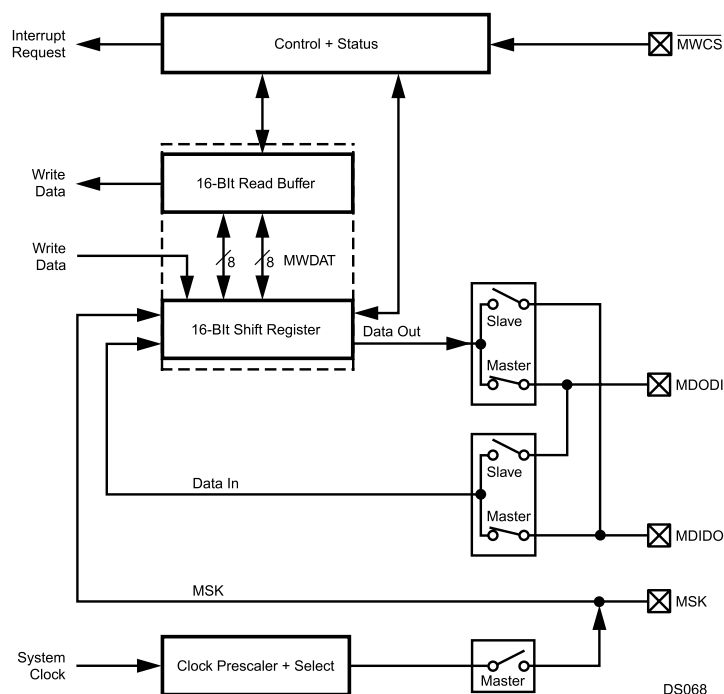 Interrupt
Request
Control + Status
MWCS
Write
Data
16-BIt Read Buffer
Write
Data
8
8
MWDAT
16-BIt Shift Register
Data Out
Slave
Master
MDODI
Slave
Data In
Master
MDIDO
MSK
MSK
System
Clock
Clock Prescaler + Select
Master
DS068